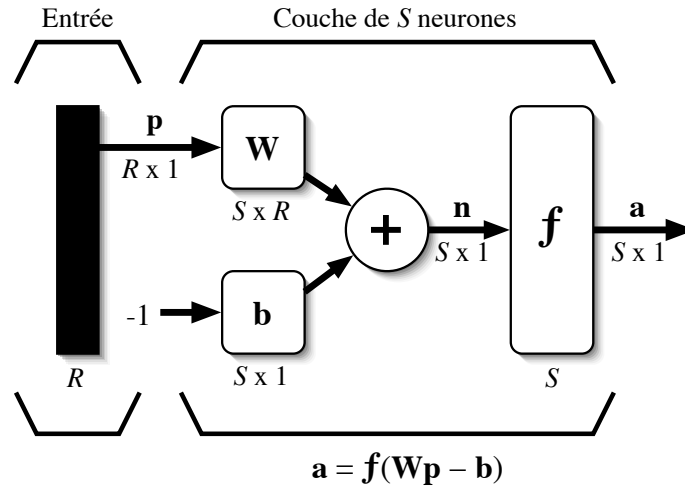 Entrée
Couche de S neurones
p
R x 1
W
S x R
+
n
S x 1
f
a
S x 1
-1
b
S x 1
R
S
a = f(Wp – b)